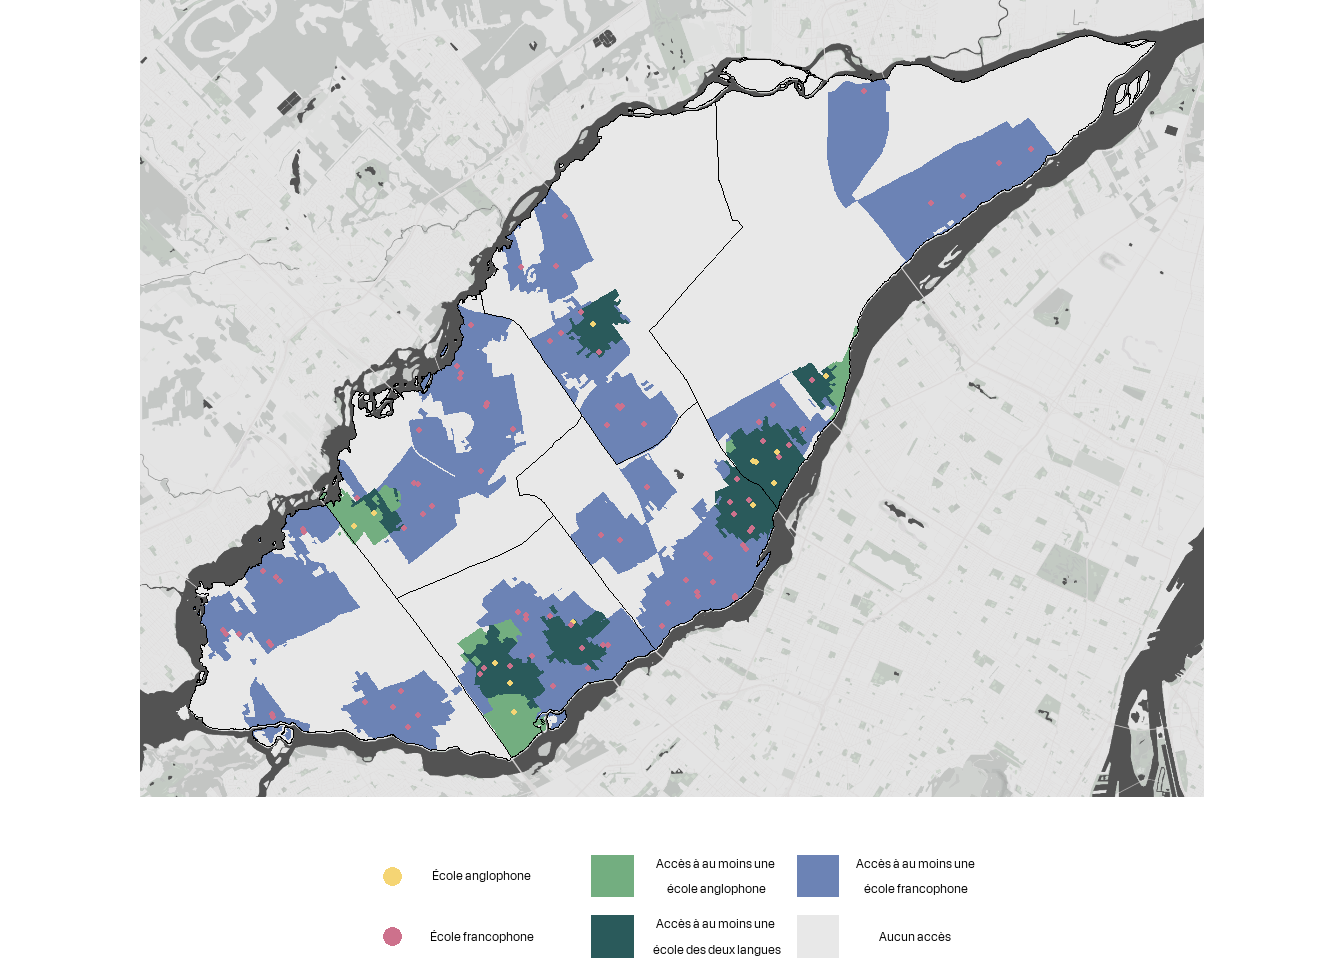 École anglophone
Accès à au moins une
école anglophone
Accès à au moins une
école francophone
École francophone
Accès à au moins une
école des deux langues
Aucun accès